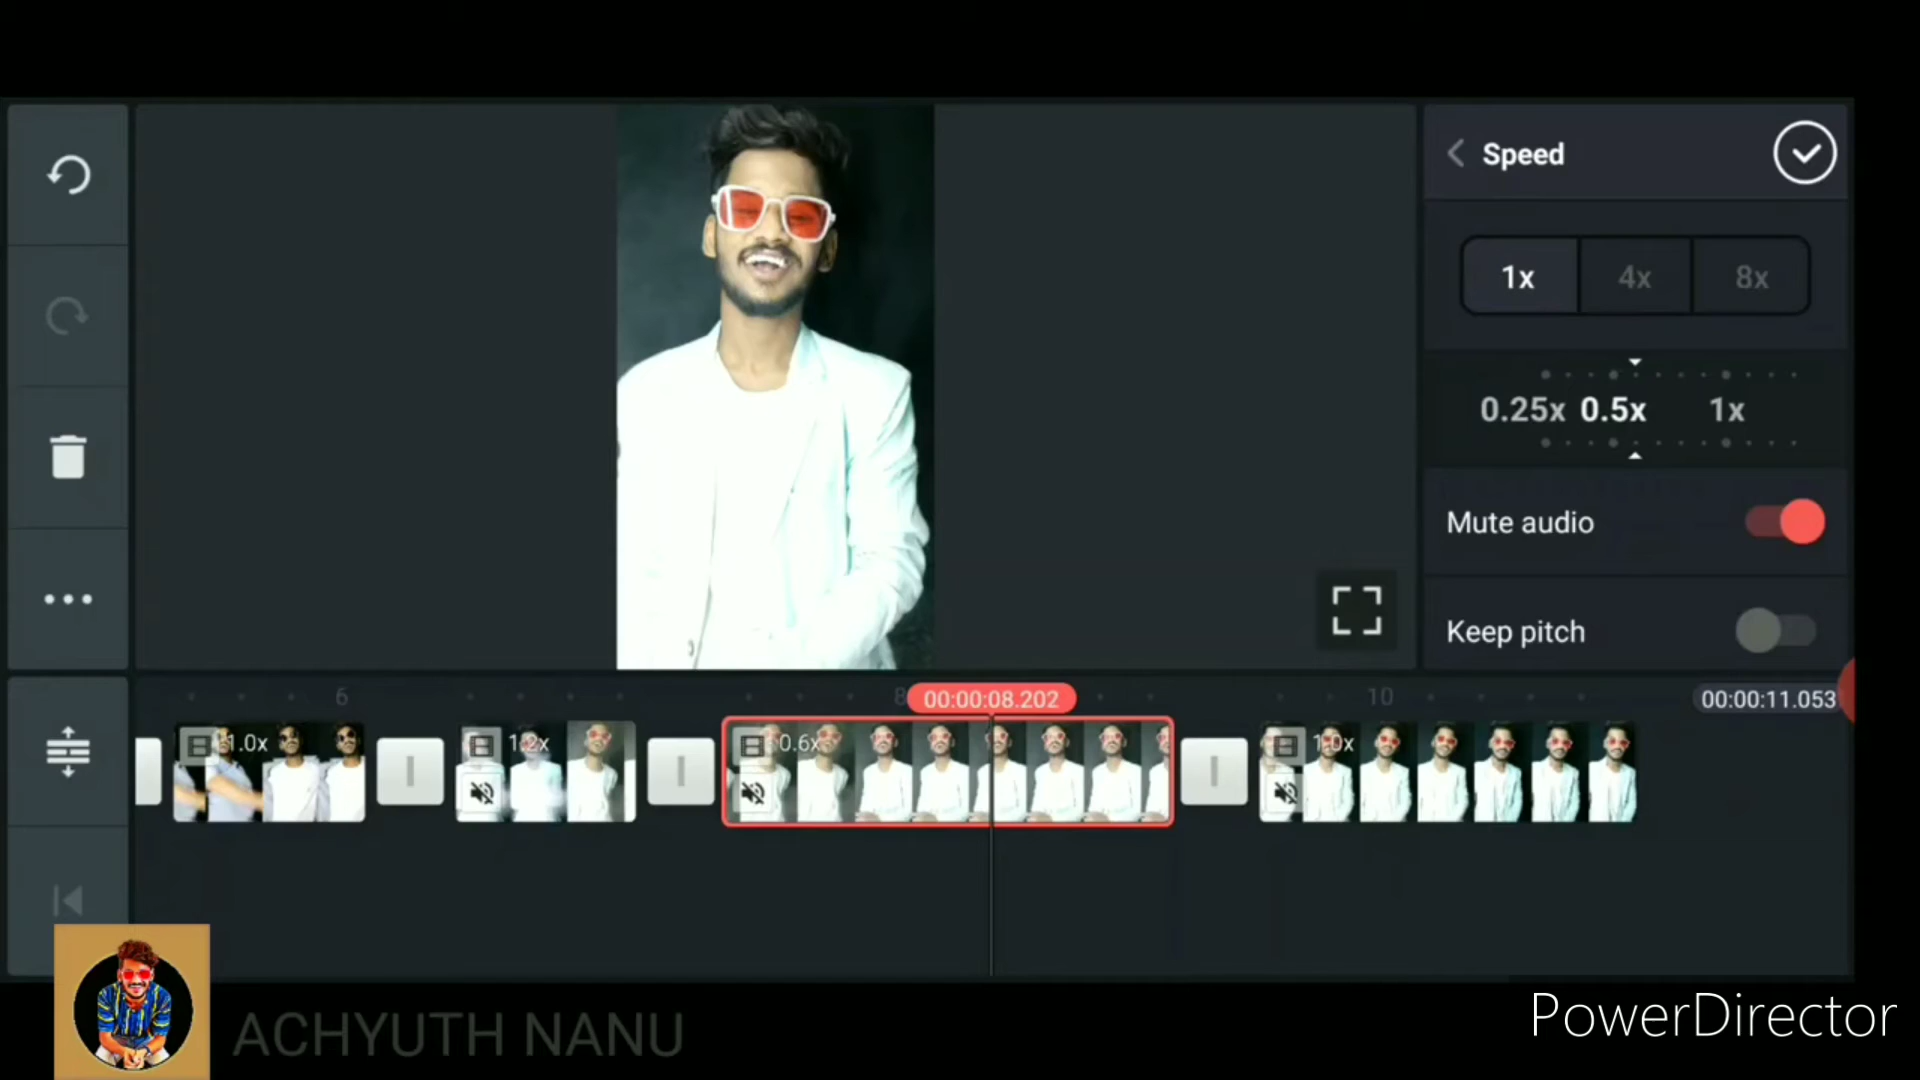 Speed
1x 4x 8x
0.25x 0.5x 1x
Mute audio
Keep pitch
6 8 00:00:08.202 10 00:00:11.053
1.0x 1.2x 0.6x 1.0x
ACHYUTH NANU
PowerDirector